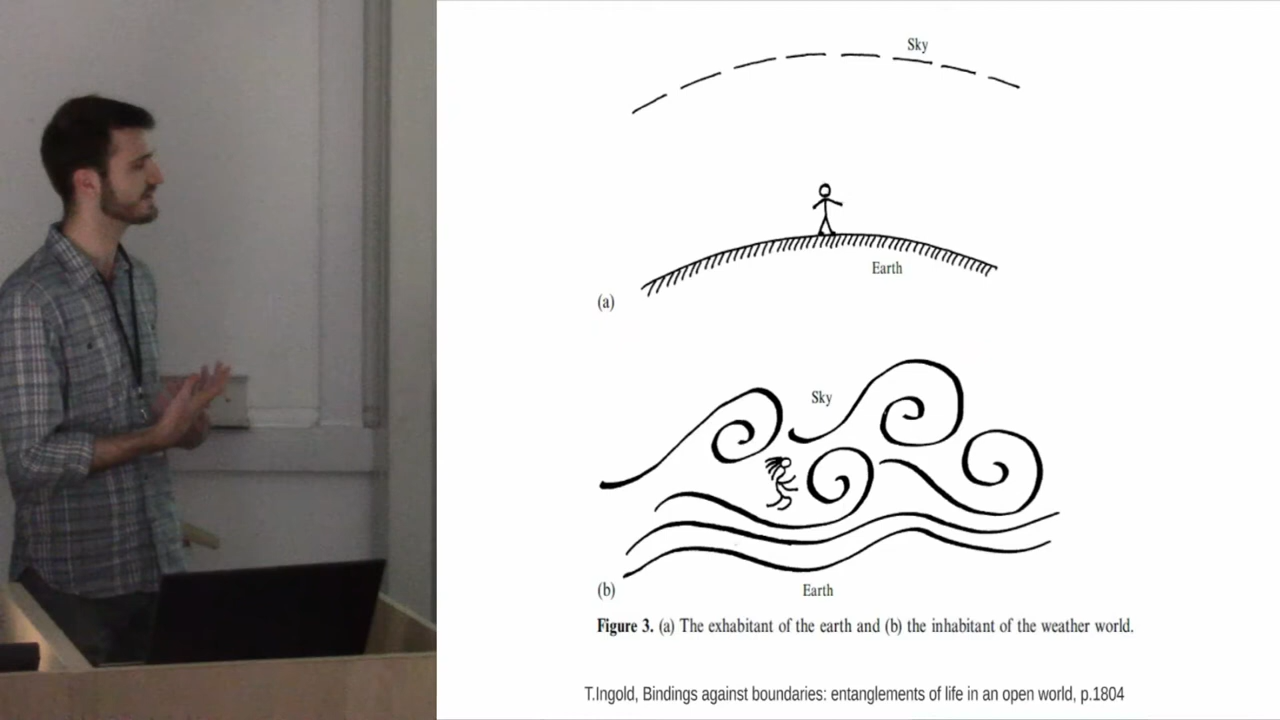 Sky
Earth
(a)
Sky
(b)
Earth
Figure 3. (a) The exhabitant of the earth and (b) the inhabitant of the weather world.
T.Ingold, Bindings against boundaries: entanglements of life in an open world, p.1804